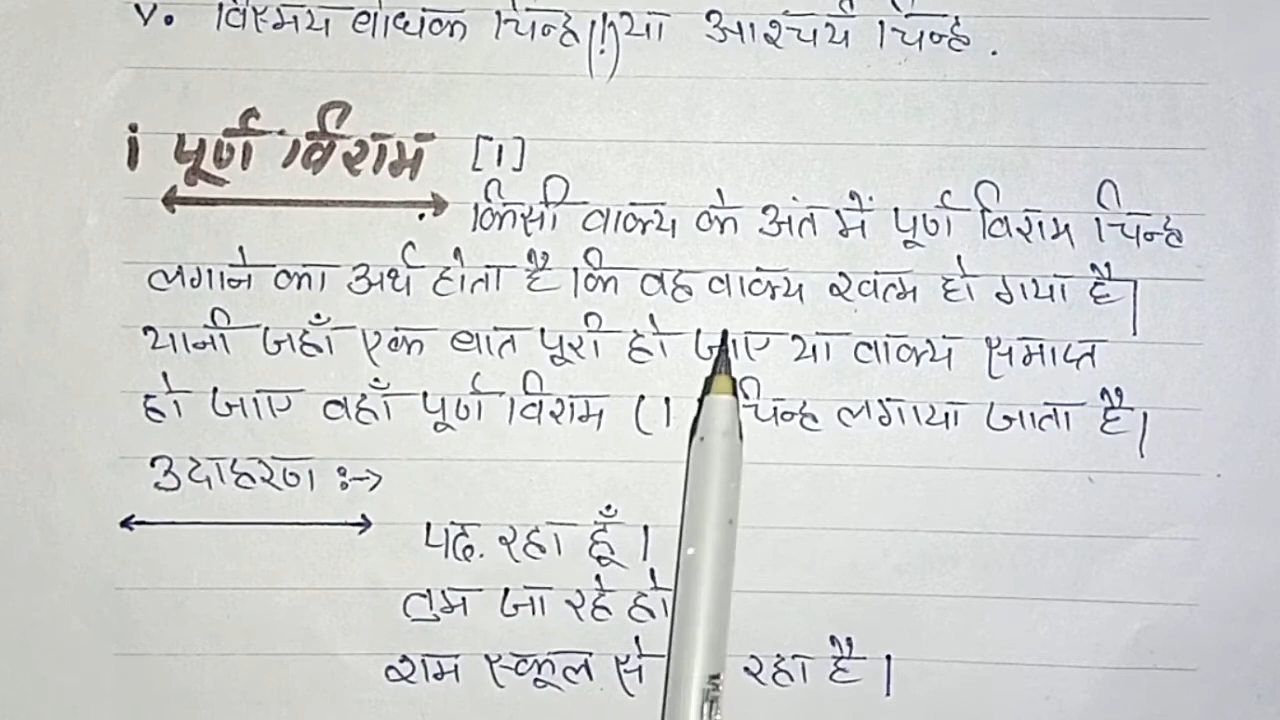 v. विस्मय बोधक चिन्ह(!)या आश्चर्य चिन्ह.
i पूर्ण विराम [।]
किसी वाक्य के अंत में पूर्ण विराम चिन्ह
लगाने का अर्थ होता है कि वह वाक्य खत्म हो गया है।
यानी जहाँ एक बात पूरी हो जाए या वाक्य समाप्त
हो जाए वहाँ पूर्ण विराम (। चिन्ह लगाया जाता है।
उदाहरण :->
पढ. रहा हूँ।
तुम जा रहे हो
राम स्कूल से रहा है।